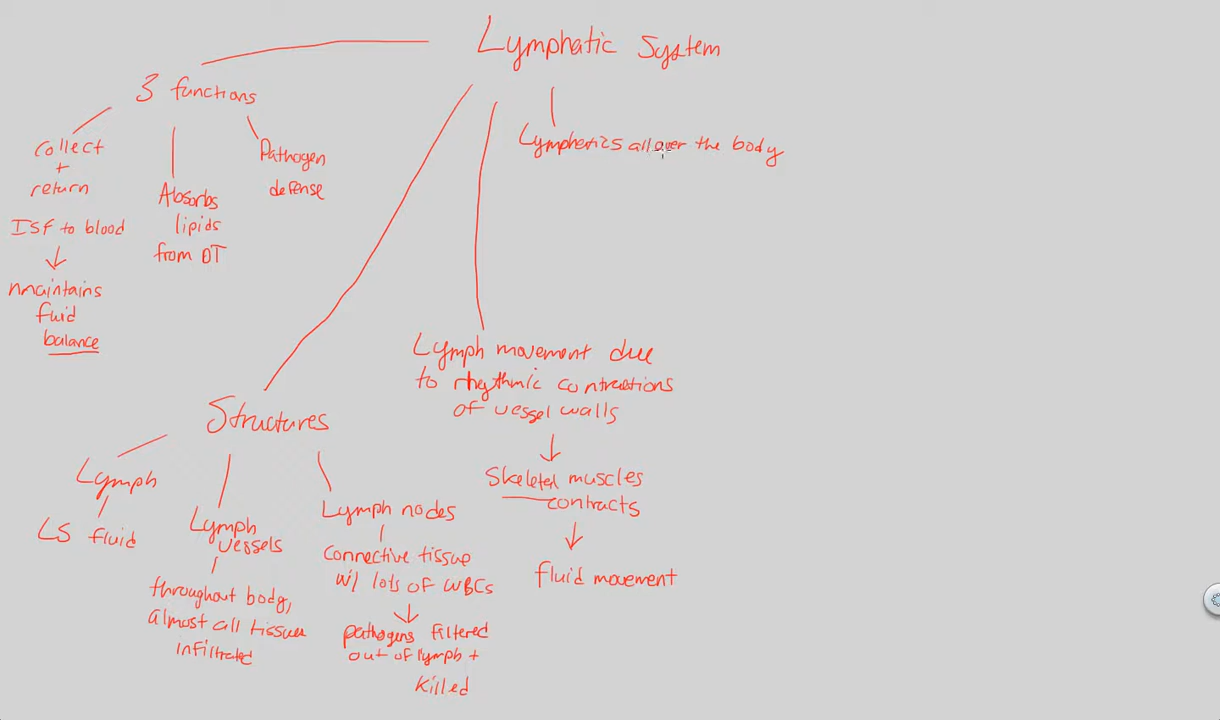 Lymphatic System
3 functions
collect
+
return
ISF to blood
maintains
fluid
balance
Absorbs
lipids
from DT
Pathogen
defense
Structures
Lymph
LS fluid
Lymph
vessels
throughout body,
almost all tissues
infiltrated
Lymph nodes
connective tissue
w/ lots of WBCs
pathogens filtered
out of lymph +
killed
Lymph movement due
to rhythmic contractions
of vessel walls
Skeletal muscles
contracts
fluid movement
Lymphetics all over the body